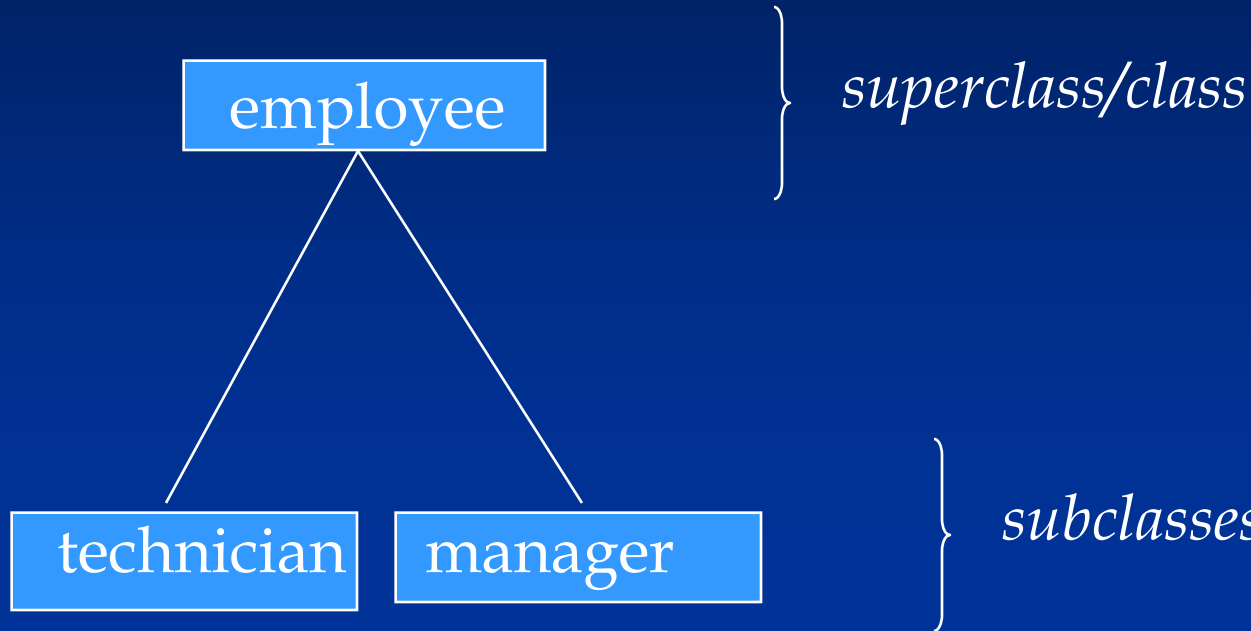 employee
superclass/class
technician
manager
subclasses